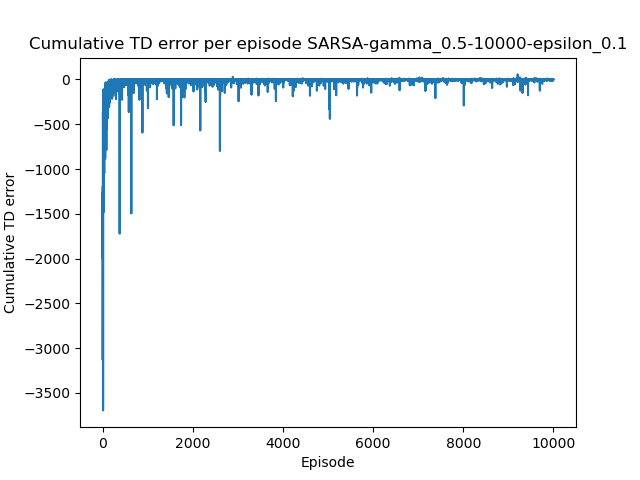 Cumulative TD error per episode SARSA-gamma_0.5-10000-epsilon_0.1
0
−500
−1000
−1500
−2000
−2500
−3000
−3500
Cumulative TD error
0 2000 4000 6000 8000 10000
Episode